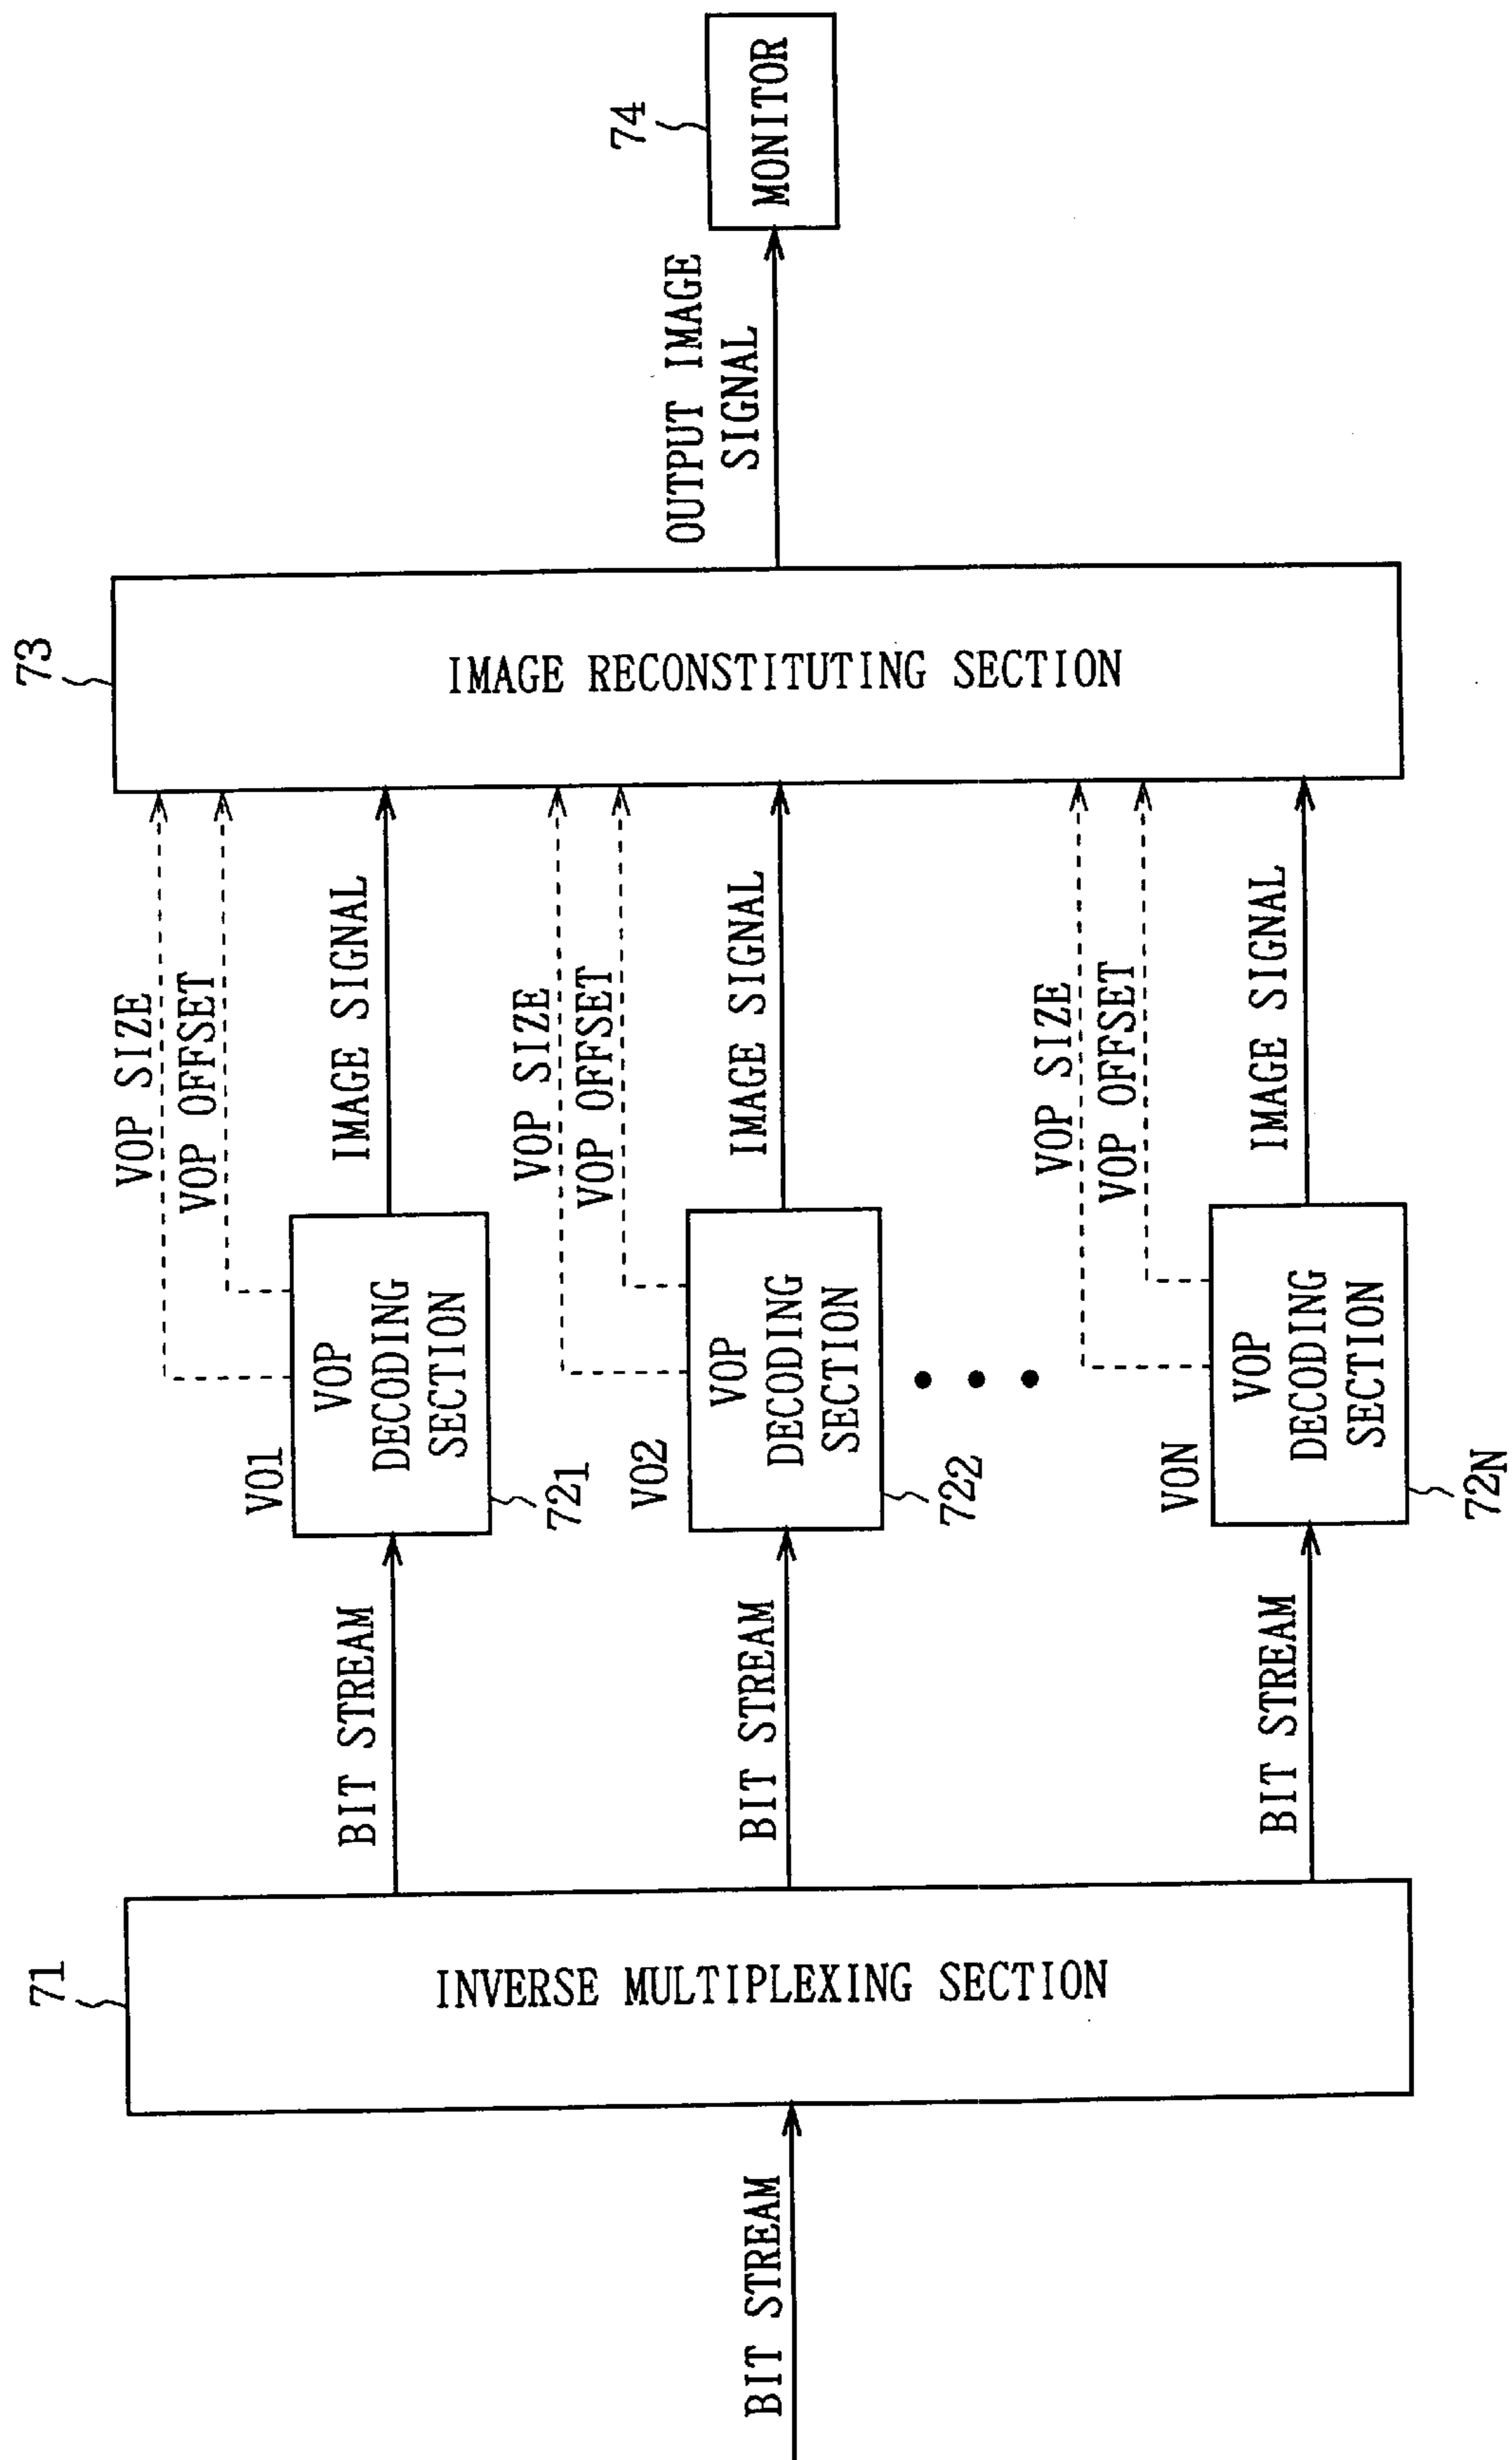 BIT STREAM
71
INVERSE MULTIPLEXING SECTION
BIT STREAM
VO1
VOP
DECODING
SECTION
721
VOP SIZE
VOP OFFSET
IMAGE SIGNAL
BIT STREAM
VO2
VOP
DECODING
SECTION
722
VOP SIZE
VOP OFFSET
IMAGE SIGNAL
BIT STREAM
VON
VOP
DECODING
SECTION
72N
VOP SIZE
VOP OFFSET
IMAGE SIGNAL
73
IMAGE RECONSTITUTING SECTION
OUTPUT IMAGE
SIGNAL
74
MONITOR